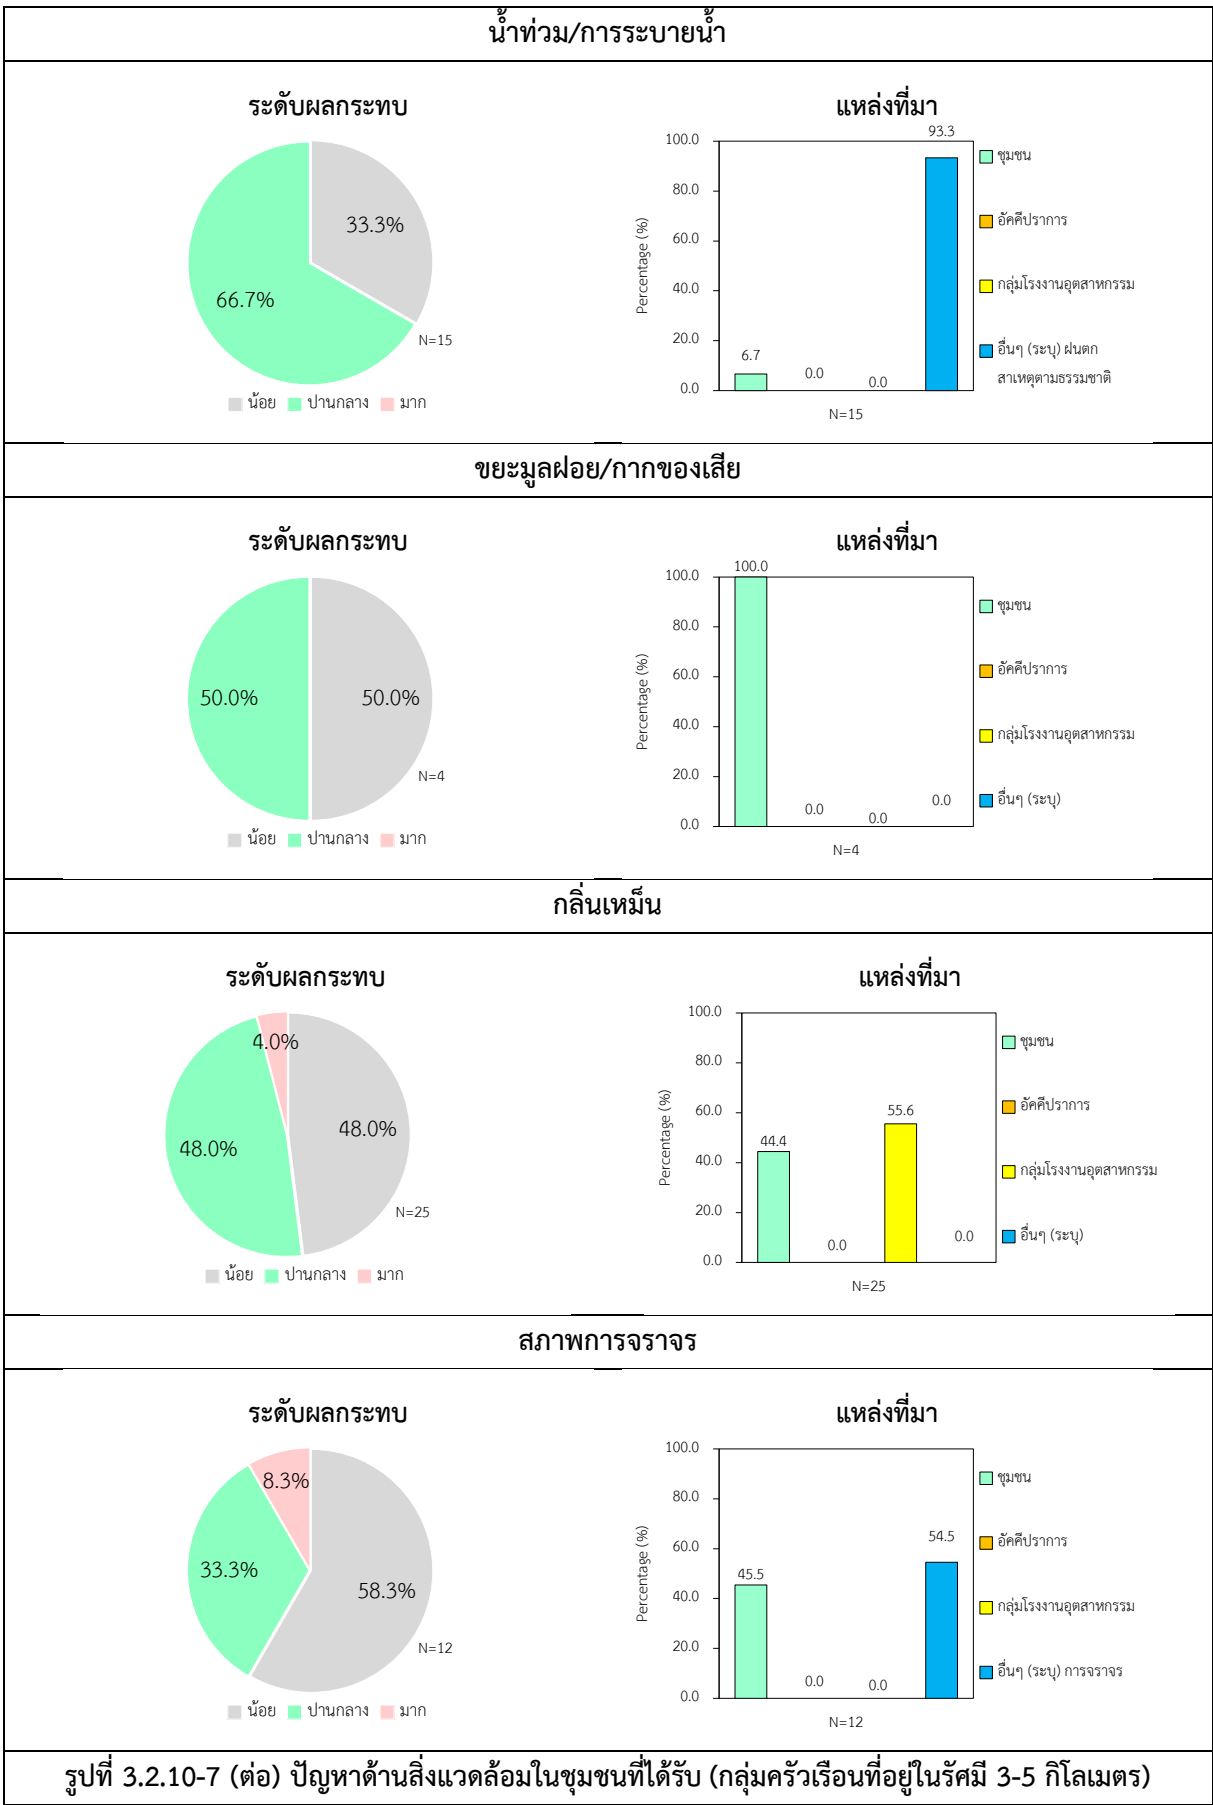 น้ำท่วม/การระบายน้ำ
ระดับผลกระทบ
33.3%
66.7%
N=15
น้อย ปานกลาง มาก
แหล่งที่มา
93.3
100.0
80.0
60.0
40.0
20.0
0.0
Percentage (%)
6.7
0.0
0.0
N=15
ชุมชน
อัคคีปราการ
กลุ่มโรงงานอุตสาหกรรม
อื่นๆ (ระบุ) ฝนตก
สาเหตุตามธรรมชาติ
ขยะมูลฝอย/กากของเสีย
ระดับผลกระทบ
50.0%
50.0%
N=4
น้อย ปานกลาง มาก
แหล่งที่มา
100.0
100.0
80.0
60.0
40.0
20.0
0.0
Percentage (%)
0.0
0.0
0.0
N=4
ชุมชน
อัคคีปราการ
กลุ่มโรงงานอุตสาหกรรม
อื่นๆ (ระบุ)
กลิ่นเหม็น
ระดับผลกระทบ
4.0%
48.0%
48.0%
N=25
น้อย ปานกลาง มาก
แหล่งที่มา
100.0
80.0
60.0
40.0
20.0
0.0
Percentage (%)
44.4
0.0
55.6
0.0
N=25
ชุมชน
อัคคีปราการ
กลุ่มโรงงานอุตสาหกรรม
อื่นๆ (ระบุ)
สภาพการจราจร
ระดับผลกระทบ
8.3%
33.3%
58.3%
N=12
น้อย ปานกลาง มาก
แหล่งที่มา
100.0
80.0
60.0
40.0
20.0
0.0
Percentage (%)
45.5
0.0
0.0
54.5
N=12
ชุมชน
อัคคีปราการ
กลุ่มโรงงานอุตสาหกรรม
อื่นๆ (ระบุ) การจราจร
รูปที่ 3.2.10-7 (ต่อ) ปัญหาด้านสิ่งแวดล้อมในชุมชนที่ได้รับ (กลุ่มครัวเรือนที่อยู่ในรัศมี 3-5 กิโลเมตร)